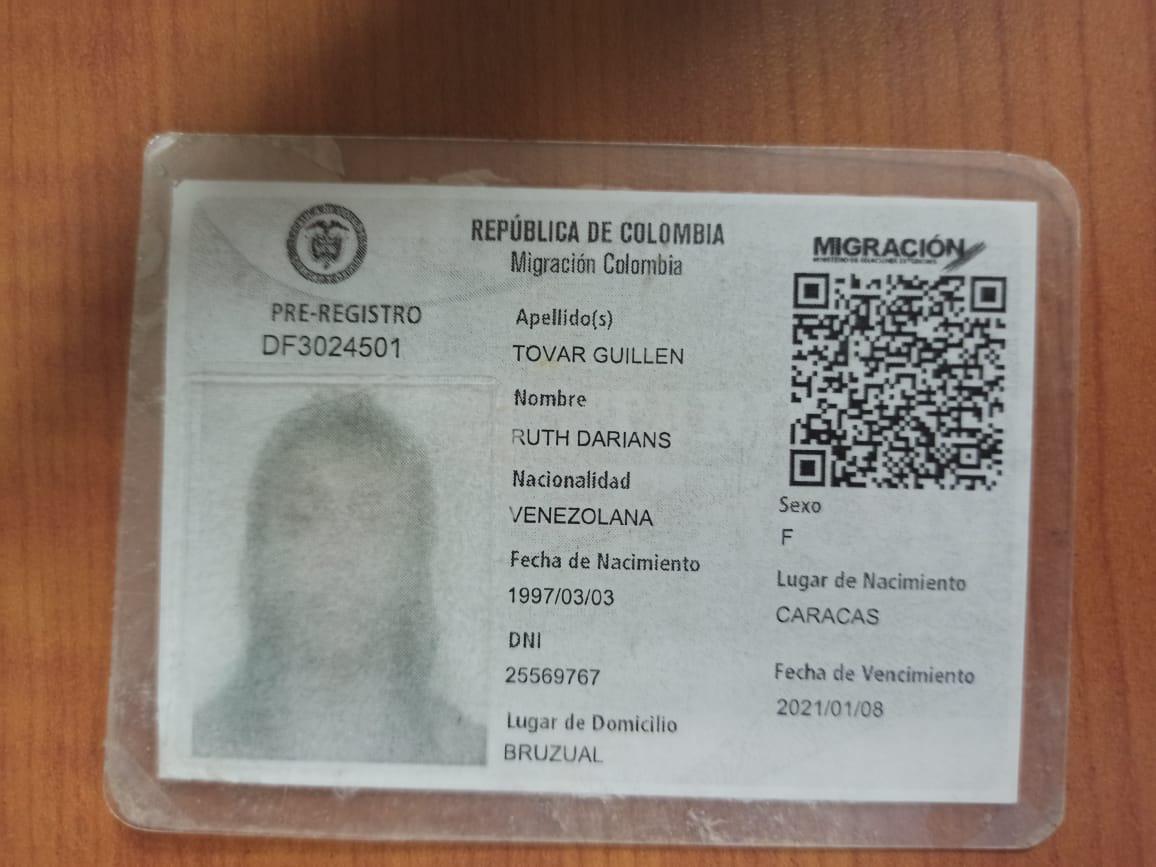 REPÚBLICA DE COLOMBIA
Migración Colombia
MIGRACIÓN
PRE-REGISTRO
DF3024501
Apellido(s)
TOVAR GUILLEN
Nombre
RUTH DARIANS
Nacionalidad
VENEZOLANA
Fecha de Nacimiento
1997/03/03
DNI
25569767
Lugar de Domicilio
BRUZUAL
Sexo
F
Lugar de Nacimiento
CARACAS
Fecha de Vencimiento
2021/01/08